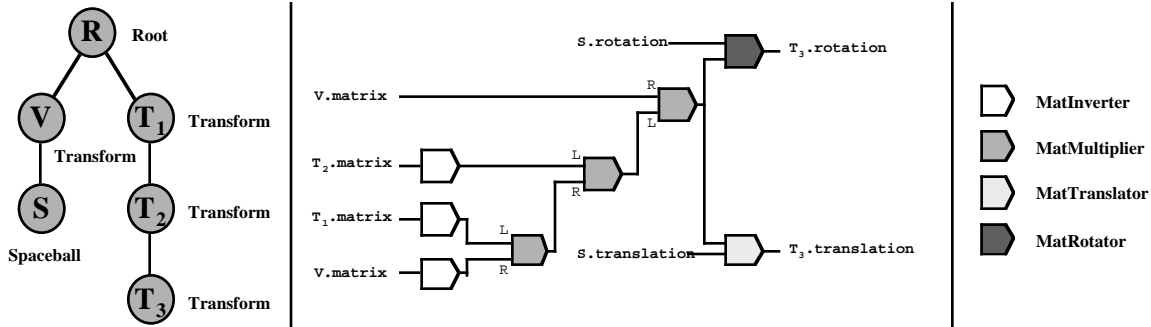 R Root
V T1 Transform
Transform
S T2 Transform
Spaceball
T3 Transform
S.rotation T3.rotation
V.matrix R
L
T2.matrix L
R
T1.matrix L
R
V.matrix
S.translation T3.translation
MatInverter
MatMultiplier
MatTranslator
MatRotator